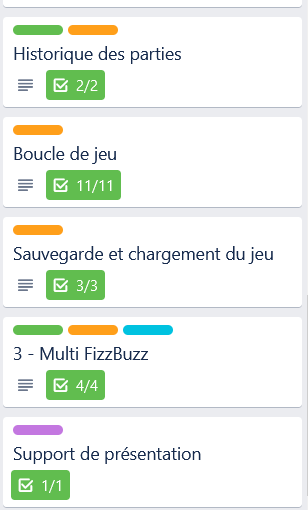 Historique des parties
2/2
Boucle de jeu
11/11
Sauvegarde et chargement du jeu
3/3
3 - Multi FizzBuzz
4/4
Support de présentation
1/1